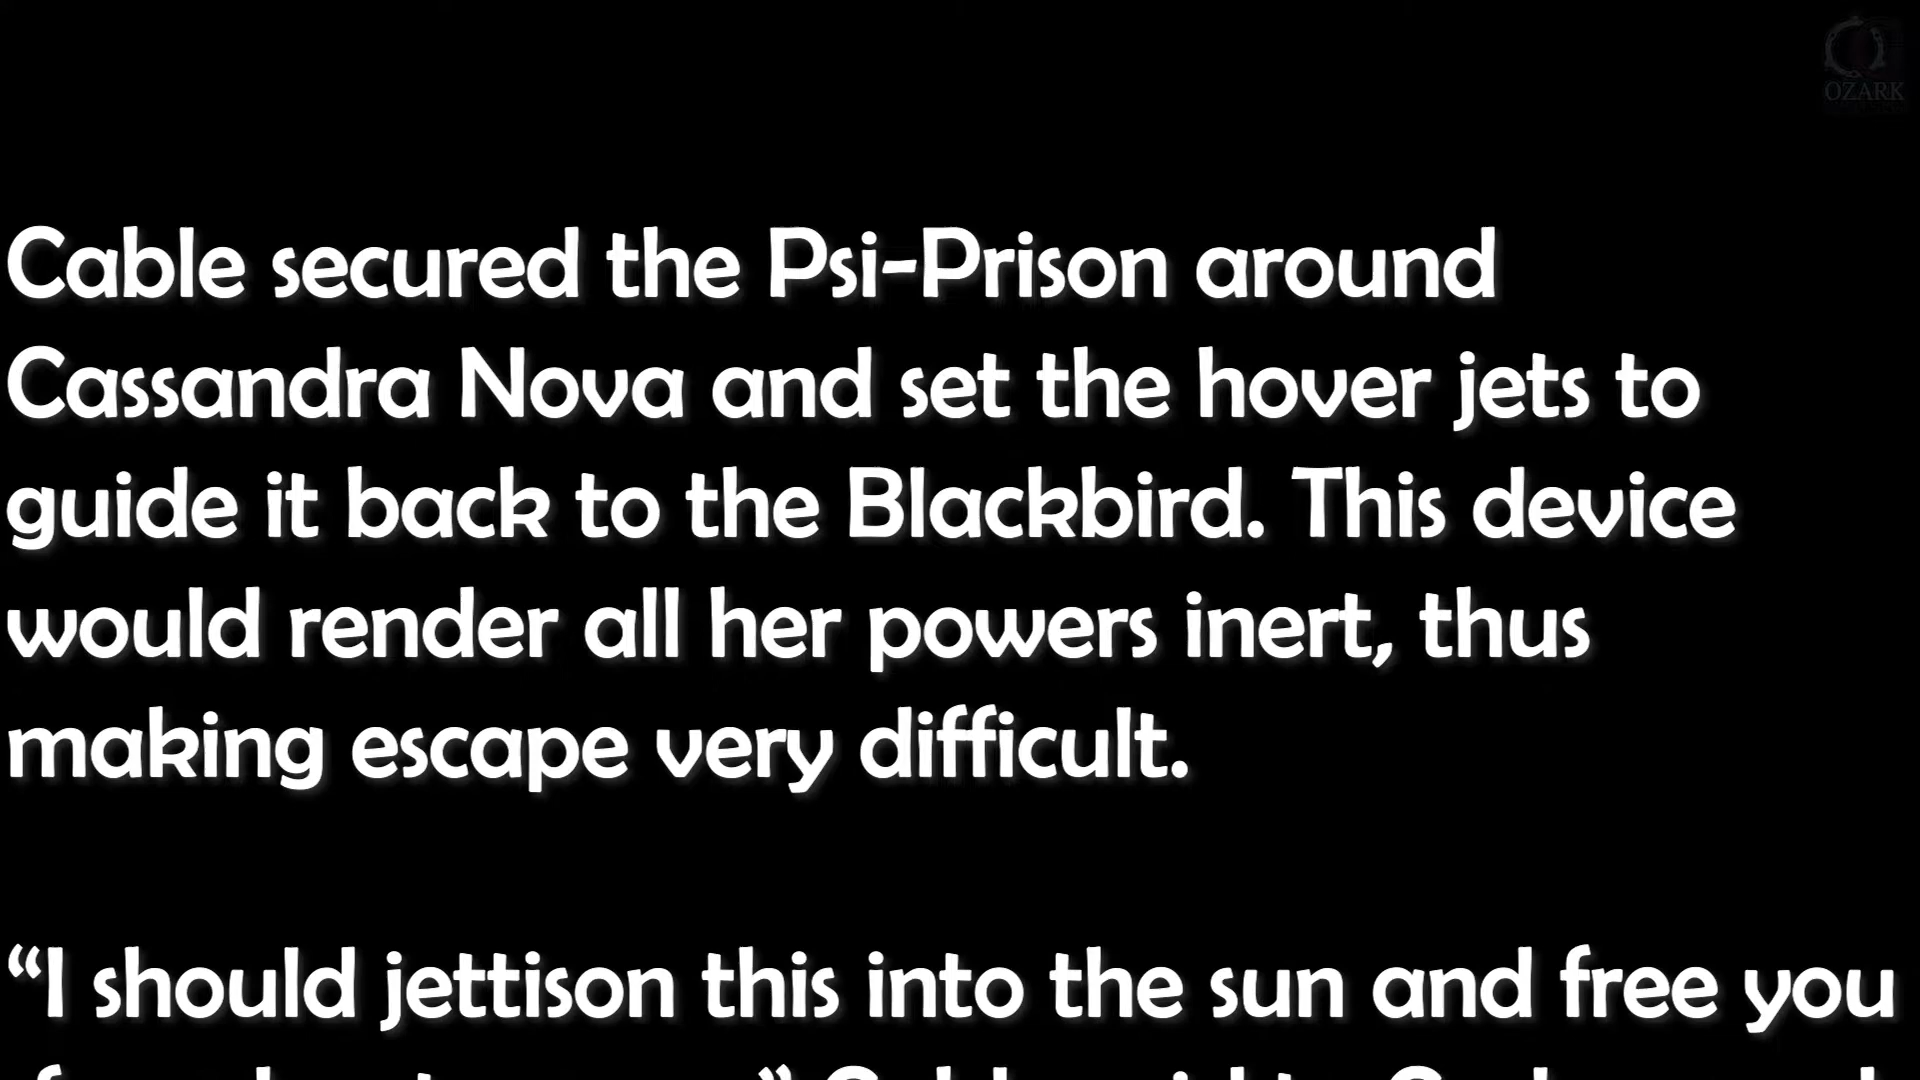 OZARK
Cable secured the Psi-Prison around
Cassandra Nova and set the hover jets to
guide it back to the Blackbird. This device
would render all her powers inert, thus
making escape very difficult.
“I should jettison this into the sun and free you